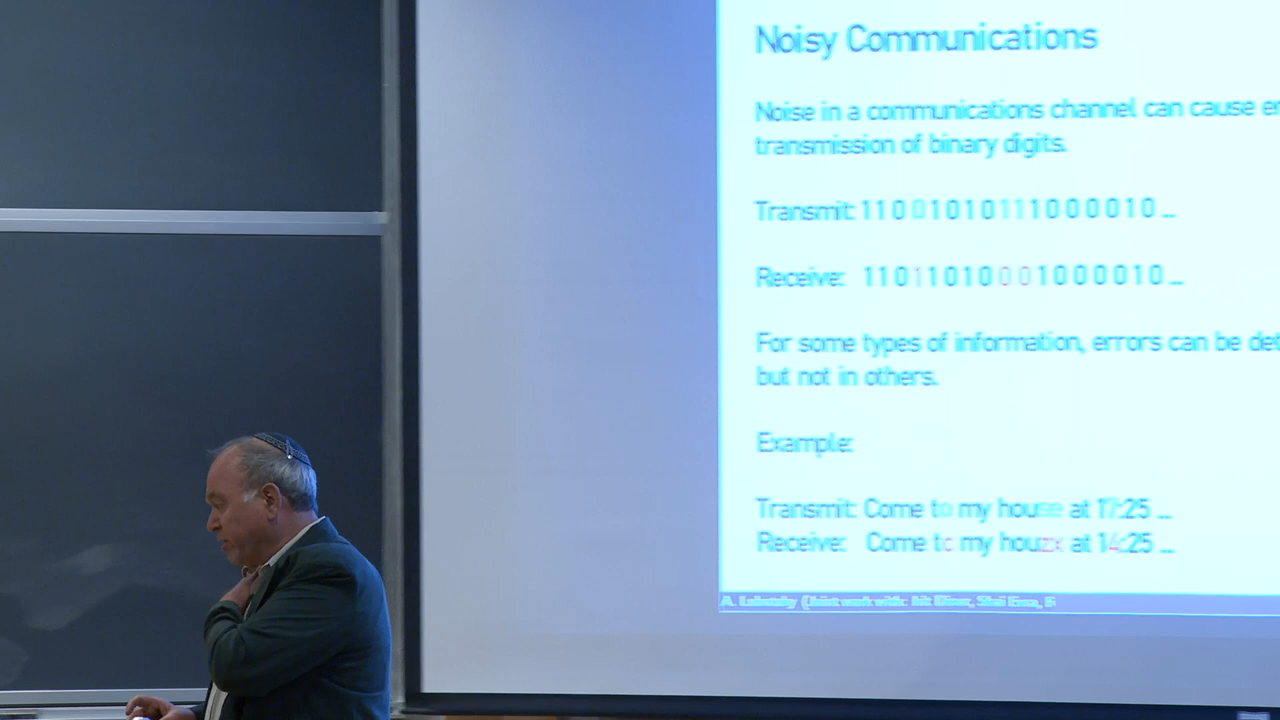 Noisy Communications
Noise in a communications channel can cause er
transmission of binary digits.
Transmit: 1 1 0 0 1 0 1 0 1 1 1 0 0 0 0 1 0 ...
Receive: 1 1 0 1 1 0 1 0 0 0 1 0 0 0 0 1 0 ...
For some types of information, errors can be det
but not in others.
Example:
Transmit: Come to my house at 17:25 ...
Receive: Come tc my houzx at 14:25 ...
(Joint work with: